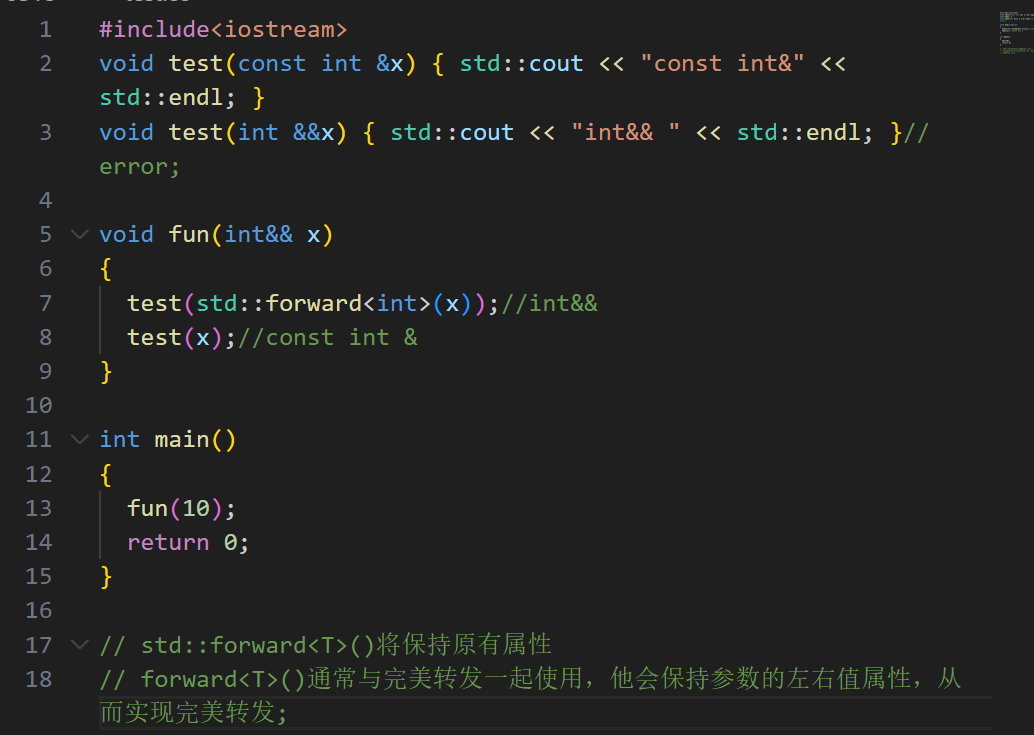 1 #include<iostream>
2 void test(const int &x) { std::cout << "const int&" <<
std::endl; }
3 void test(int &&x) { std::cout << "int&& " << std::endl; }//
error;
4
5 void fun(int&& x)
6 {
7 test(std::forward<int>(x));//int&&
8 test(x);//const int &
9 }
10
11 int main()
12 {
13 fun(10);
14 return 0;
15 }
16
17 // std::forward<T>()将保持原有属性
18 // forward<T>()通常与完美转发一起使用，他会保持参数的左右值属性，从
而实现完美转发;